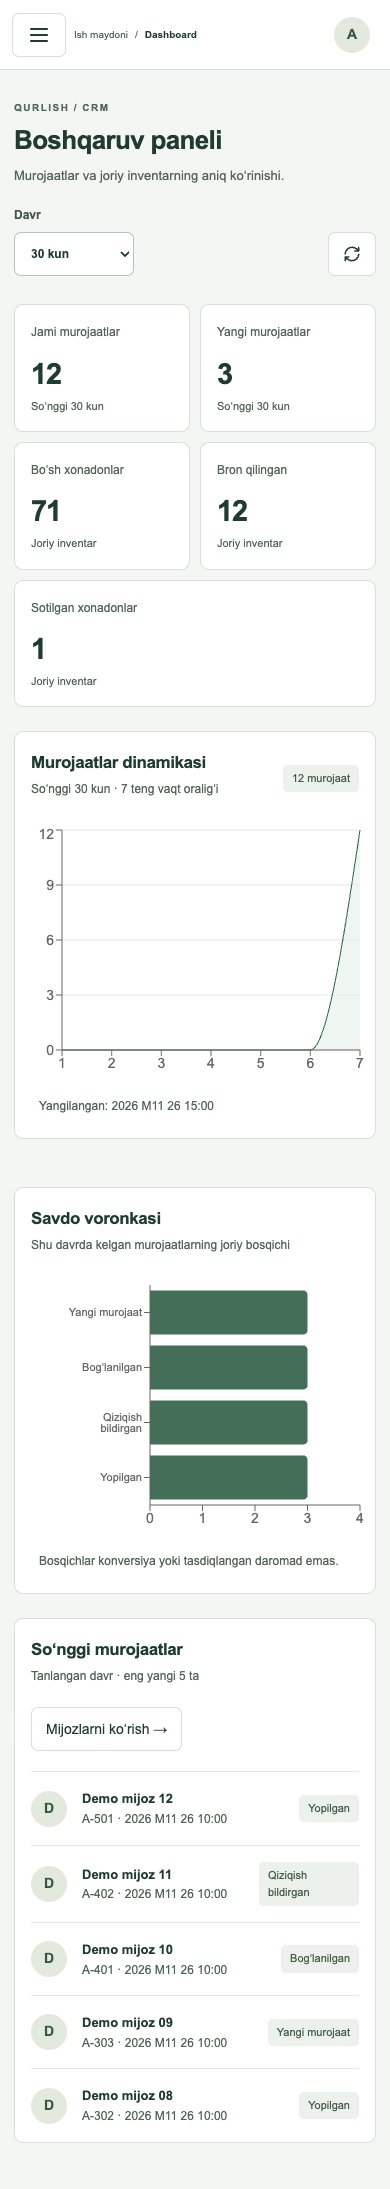 Ish maydoni / Dashboard
A
QURLISH / CRM
Boshqaruv paneli
Murojaatlar va joriy inventarning aniq ko‘rinishi.
Davr
30 kun
Jami murojaatlar
12
So‘nggi 30 kun
Yangi murojaatlar
3
So‘nggi 30 kun
Bo‘sh xonadonlar
71
Joriy inventar
Bron qilingan
12
Joriy inventar
Sotilgan xonadonlar
1
Joriy inventar
Murojaatlar dinamikasi
So‘nggi 30 kun · 7 teng vaqt oralig‘i
12 murojaat
12
9
6
3
0
1 2 3 4 5 6 7
Yangilangan: 2026 M11 26 15:00
Savdo voronkasi
Shu davrda kelgan murojaatlarning joriy bosqichi
Yangi murojaat
Bog‘lanilgan
Qiziqish
bildirgan
Yopilgan
0 1 2 3 4
Bosqichlar konversiya yoki tasdiqlangan daromad emas.
So‘nggi murojaatlar
Tanlangan davr · eng yangi 5 ta
Mijozlarni ko‘rish →
D
Demo mijoz 12
A-501 · 2026 M11 26 10:00
Yopilgan
D
Demo mijoz 11
A-402 · 2026 M11 26 10:00
Qiziqish
bildirgan
D
Demo mijoz 10
A-401 · 2026 M11 26 10:00
Bog‘lanilgan
D
Demo mijoz 09
A-303 · 2026 M11 26 10:00
Yangi murojaat
D
Demo mijoz 08
A-302 · 2026 M11 26 10:00
Yopilgan